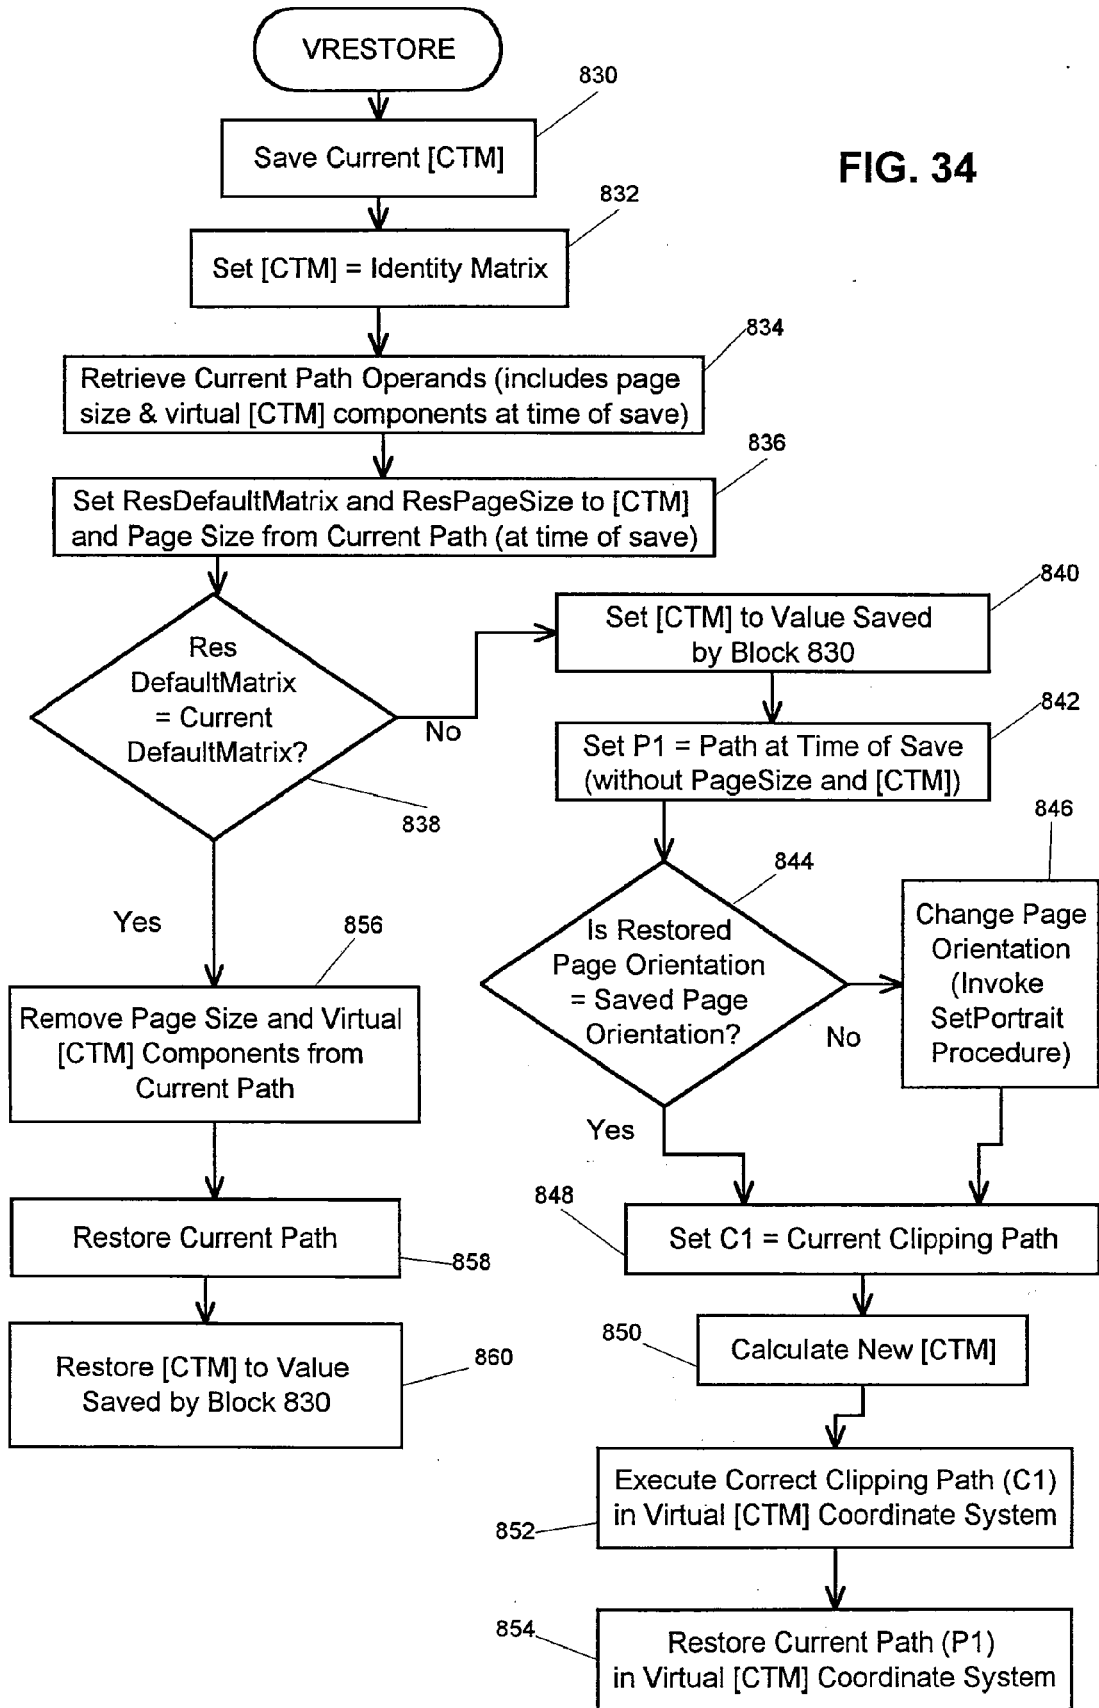 VRESTORE
830
Save Current [CTM]
FIG. 34
832
Set [CTM] = Identity Matrix
834
Retrieve Current Path Operands (includes page
size & virtual [CTM] components at time of save)
836
Set ResDefaultMatrix and ResPageSize to [CTM]
and Page Size from Current Path (at time of save)
Res
DefaultMatrix
= Current
DefaultMatrix?
No
838
840
Set [CTM] to Value Saved
by Block 830
842
Set P1 = Path at Time of Save
(without PageSize and [CTM])
844
Is Restored
Page Orientation
= Saved Page
Orientation?
No
846
Change Page
Orientation
(Invoke
SetPortrait
Procedure)
Yes
856
Remove Page Size and Virtual
[CTM] Components from
Current Path
Yes
848
Set C1 = Current Clipping Path
Restore Current Path
858
850
Calculate New [CTM]
Restore [CTM] to Value
Saved by Block 830
860
Execute Correct Clipping Path (C1)
in Virtual [CTM] Coordinate System
852
854
Restore Current Path (P1)
in Virtual [CTM] Coordinate System